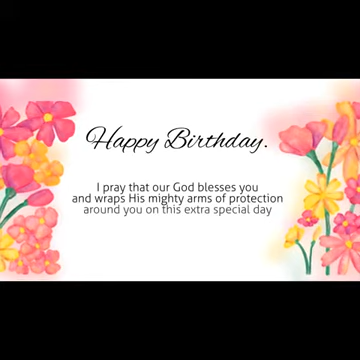 Happy Birthday.
I pray that our God blesses you
and wraps His mighty arms of protection
around you on this extra special day